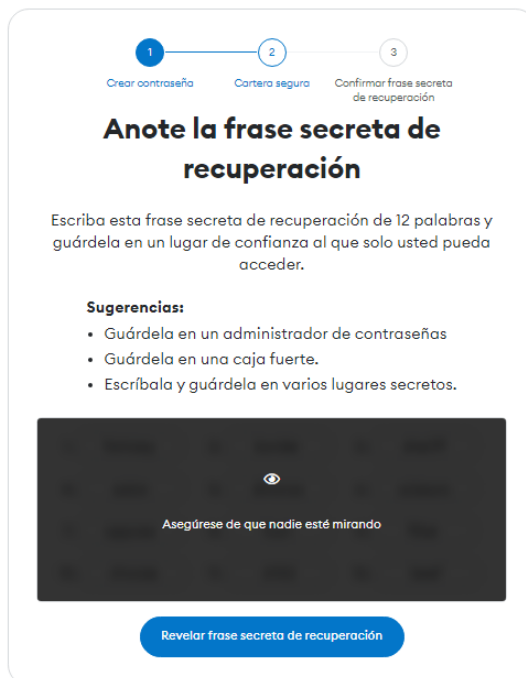 1
2
3
Crear contraseña
Cartera segura
Confirmar frase secreta
de recuperación
Anote la frase secreta de
recuperación
Escriba esta frase secreta de recuperación de 12 palabras y
guárdela en un lugar de confianza al que solo usted pueda
acceder.
Sugerencias:
• Guárdela en un administrador de contraseñas
• Guárdela en una caja fuerte.
• Escríbala y guárdela en varios lugares secretos.
Asegúrese de que nadie esté mirando
Revelar frase secreta de recuperación